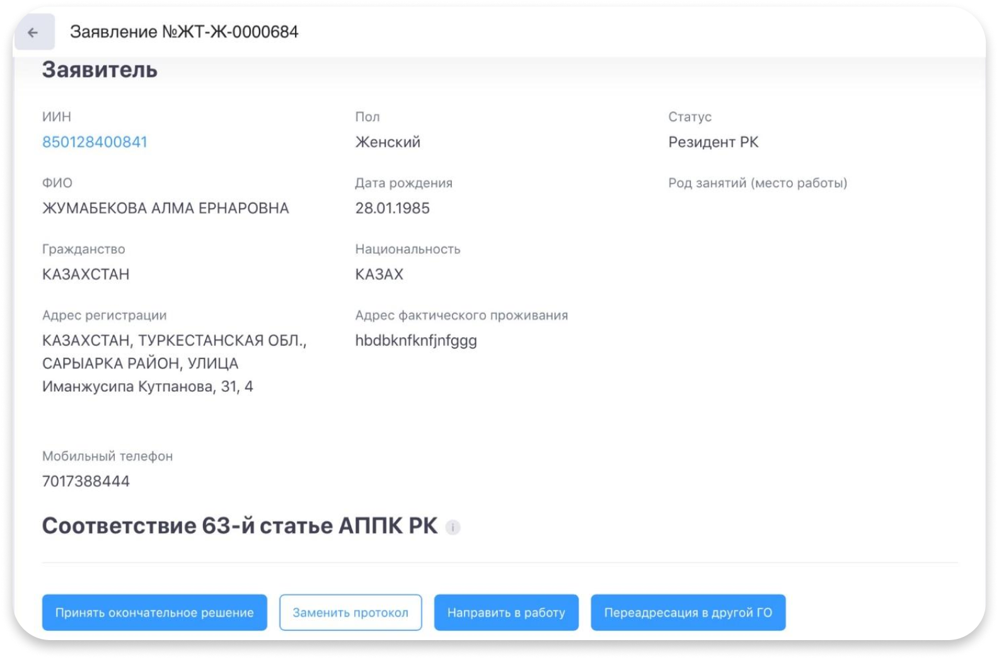 Заявление №ЖТ-Ж-0000684
Заявитель
ИИН
850128400841
Пол
Женский
Статус
Резидент РК
ФИО
ЖУМАБЕКОВА АЛМА ЕРНАРОВНА
Дата рождения
28.01.1985
Род занятий (место работы)
Гражданство
КАЗАХСТАН
Национальность
КАЗАХ
Адрес регистрации
КАЗАХСТАН, ТУРКЕСТАНСКАЯ ОБЛ.,
САРЫАРКА РАЙОН, УЛИЦА
Иманжусипа Кутпанова, 31, 4
Адрес фактического проживания
hbdbknfknfjnfggg
Мобильный телефон
7017388444
Соответствие 63-й статье АППК РК
Принять окончательное решение
Заменить протокол
Направить в работу
Переадресация в другой ГО